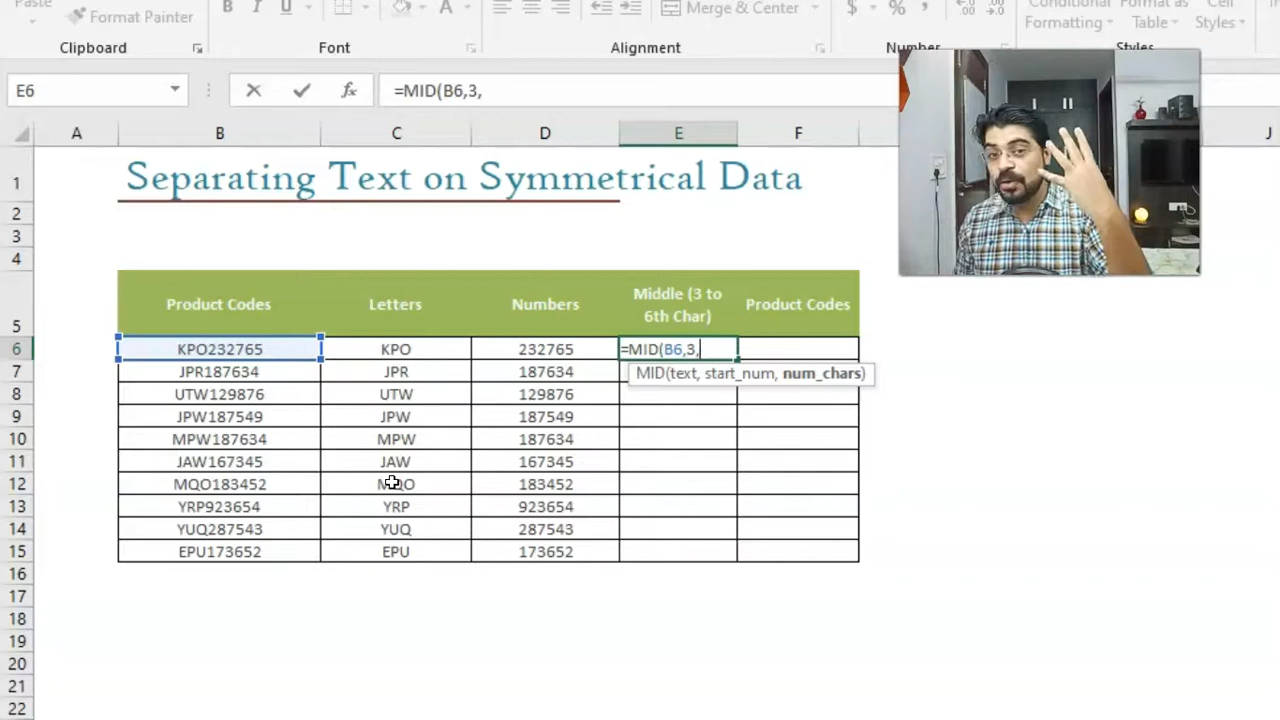 Paste
Format Painter
B I U
A
Merge & Center
$ % ,
Conditional Formatting
Format as Table
Cell Styles
Clipboard
Font
Alignment
Number
Styles
E6
fx
=MID(B6,3,
A B C D E F J
1 Separating Text on Symmetrical Data
2
3
4
5 Product Codes Letters Numbers Middle (3 to 6th Char) Product Codes
6 KPO232765 KPO 232765 =MID(B6,3,
MID(text, start_num, num_chars)
7 JPR187634 JPR 187634
8 UTW129876 UTW 129876
9 JPW187549 JPW 187549
10 MPW187634 MPW 187634
11 JAW167345 JAW 167345
12 MQO183452 MQO 183452
13 YRP923654 YRP 923654
14 YUQ287543 YUQ 287543
15 EPU173652 EPU 173652
16
17
18
19
20
21
22